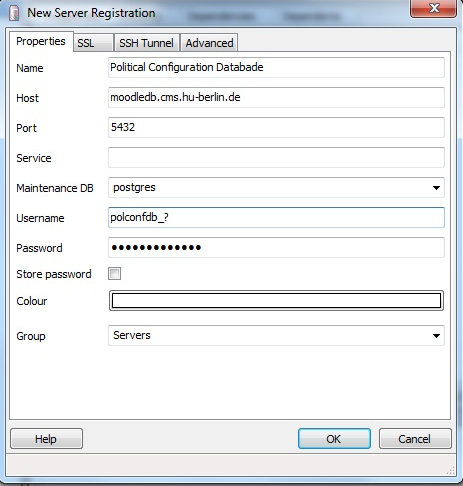 New Server Registration
Properties SSL SSH Tunnel Advanced
Name Political Configuration Databade
Host moodledb.cms.hu-berlin.de
Port 5432
Service
Maintenance DB postgres
Username polconfdb_?
Password •••••••••••••
Store password
Colour
Group Servers
Help OK Cancel